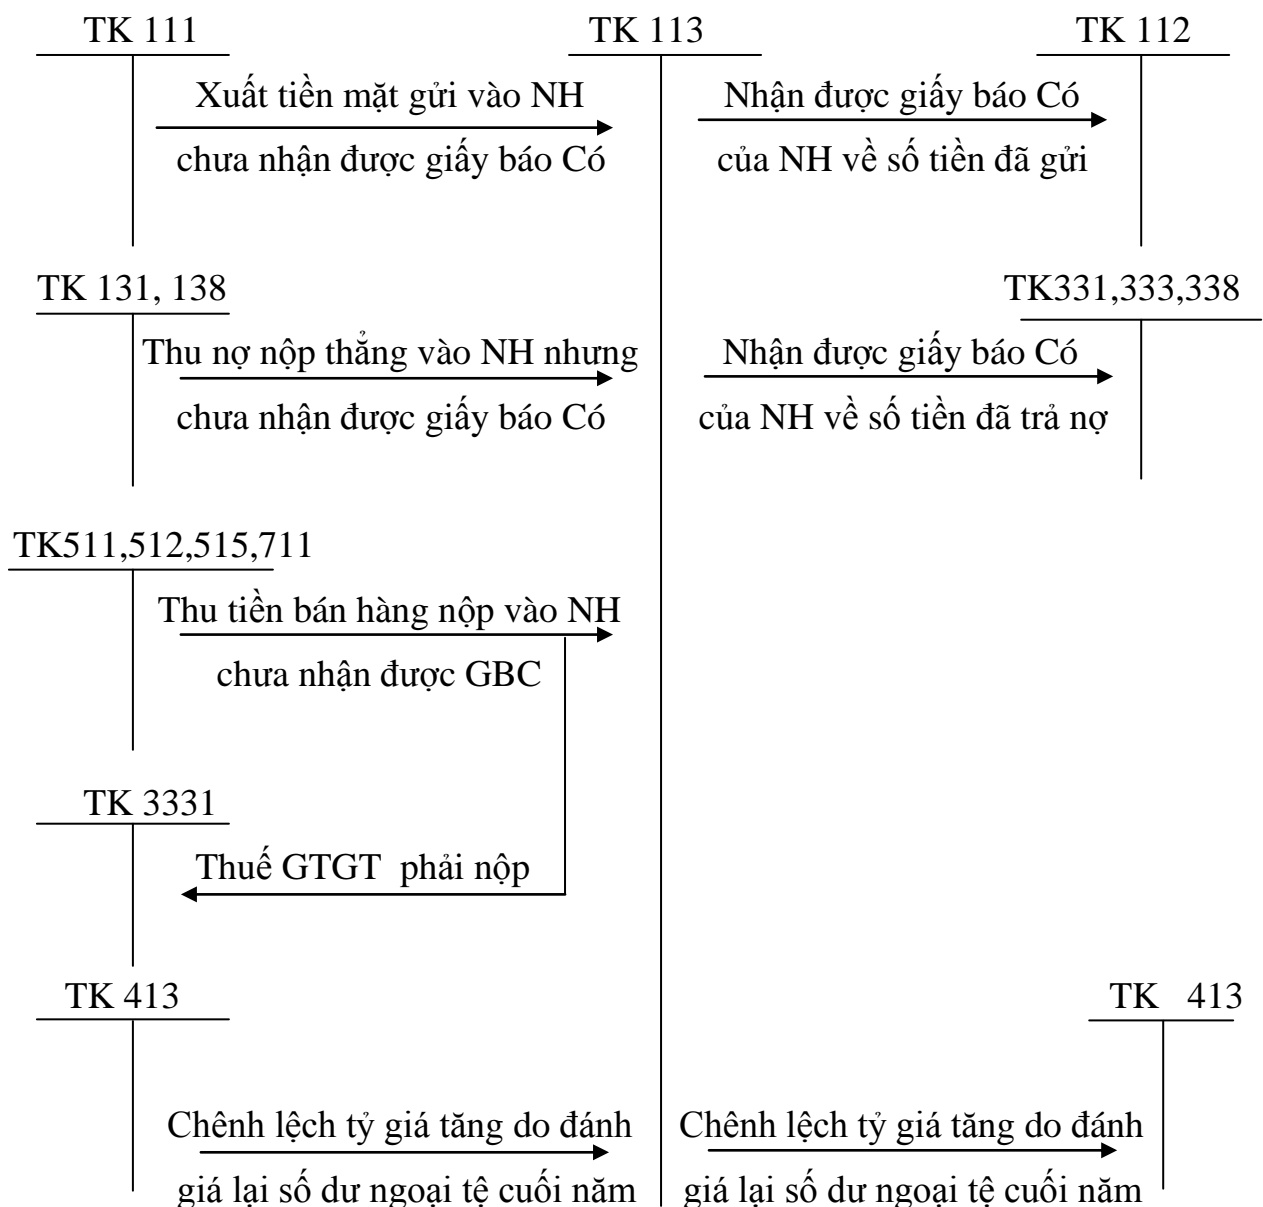 TK 111 TK 113 TK 112
Xuất tiền mặt gửi vào NH
chưa nhận được giấy báo Có
Nhận được giấy báo Có
của NH về số tiền đã gửi
TK 131, 138
TK331,333,338
Thu nợ nộp thẳng vào NH nhưng
chưa nhận được giấy báo Có
Nhận được giấy báo Có
của NH về số tiền đã trả nợ
TK511,512,515,711
Thu tiền bán hàng nộp vào NH
chưa nhận được GBC
TK 3331
Thuế GTGT phải nộp
TK 413
TK 413
Chênh lệch tỷ giá tăng do đánh
giá lại số dư ngoại tệ cuối năm
Chênh lệch tỷ giá tăng do đánh
giá lại số dư ngoại tệ cuối năm